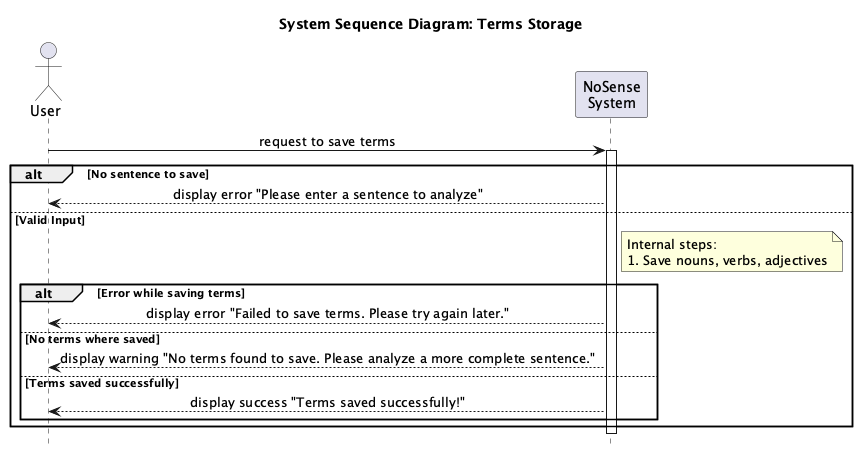 System Sequence Diagram: Terms Storage
User
NoSense
System
request to save terms
alt
[No sentence to save]
display error "Please enter a sentence to analyze"
[Valid Input]
Internal steps:
1. Save nouns, verbs, adjectives
alt
[Error while saving terms]
display error "Failed to save terms. Please try again later."
[No terms where saved]
display warning "No terms found to save. Please analyze a more complete sentence."
[Terms saved successfully]
display success "Terms saved successfully!"